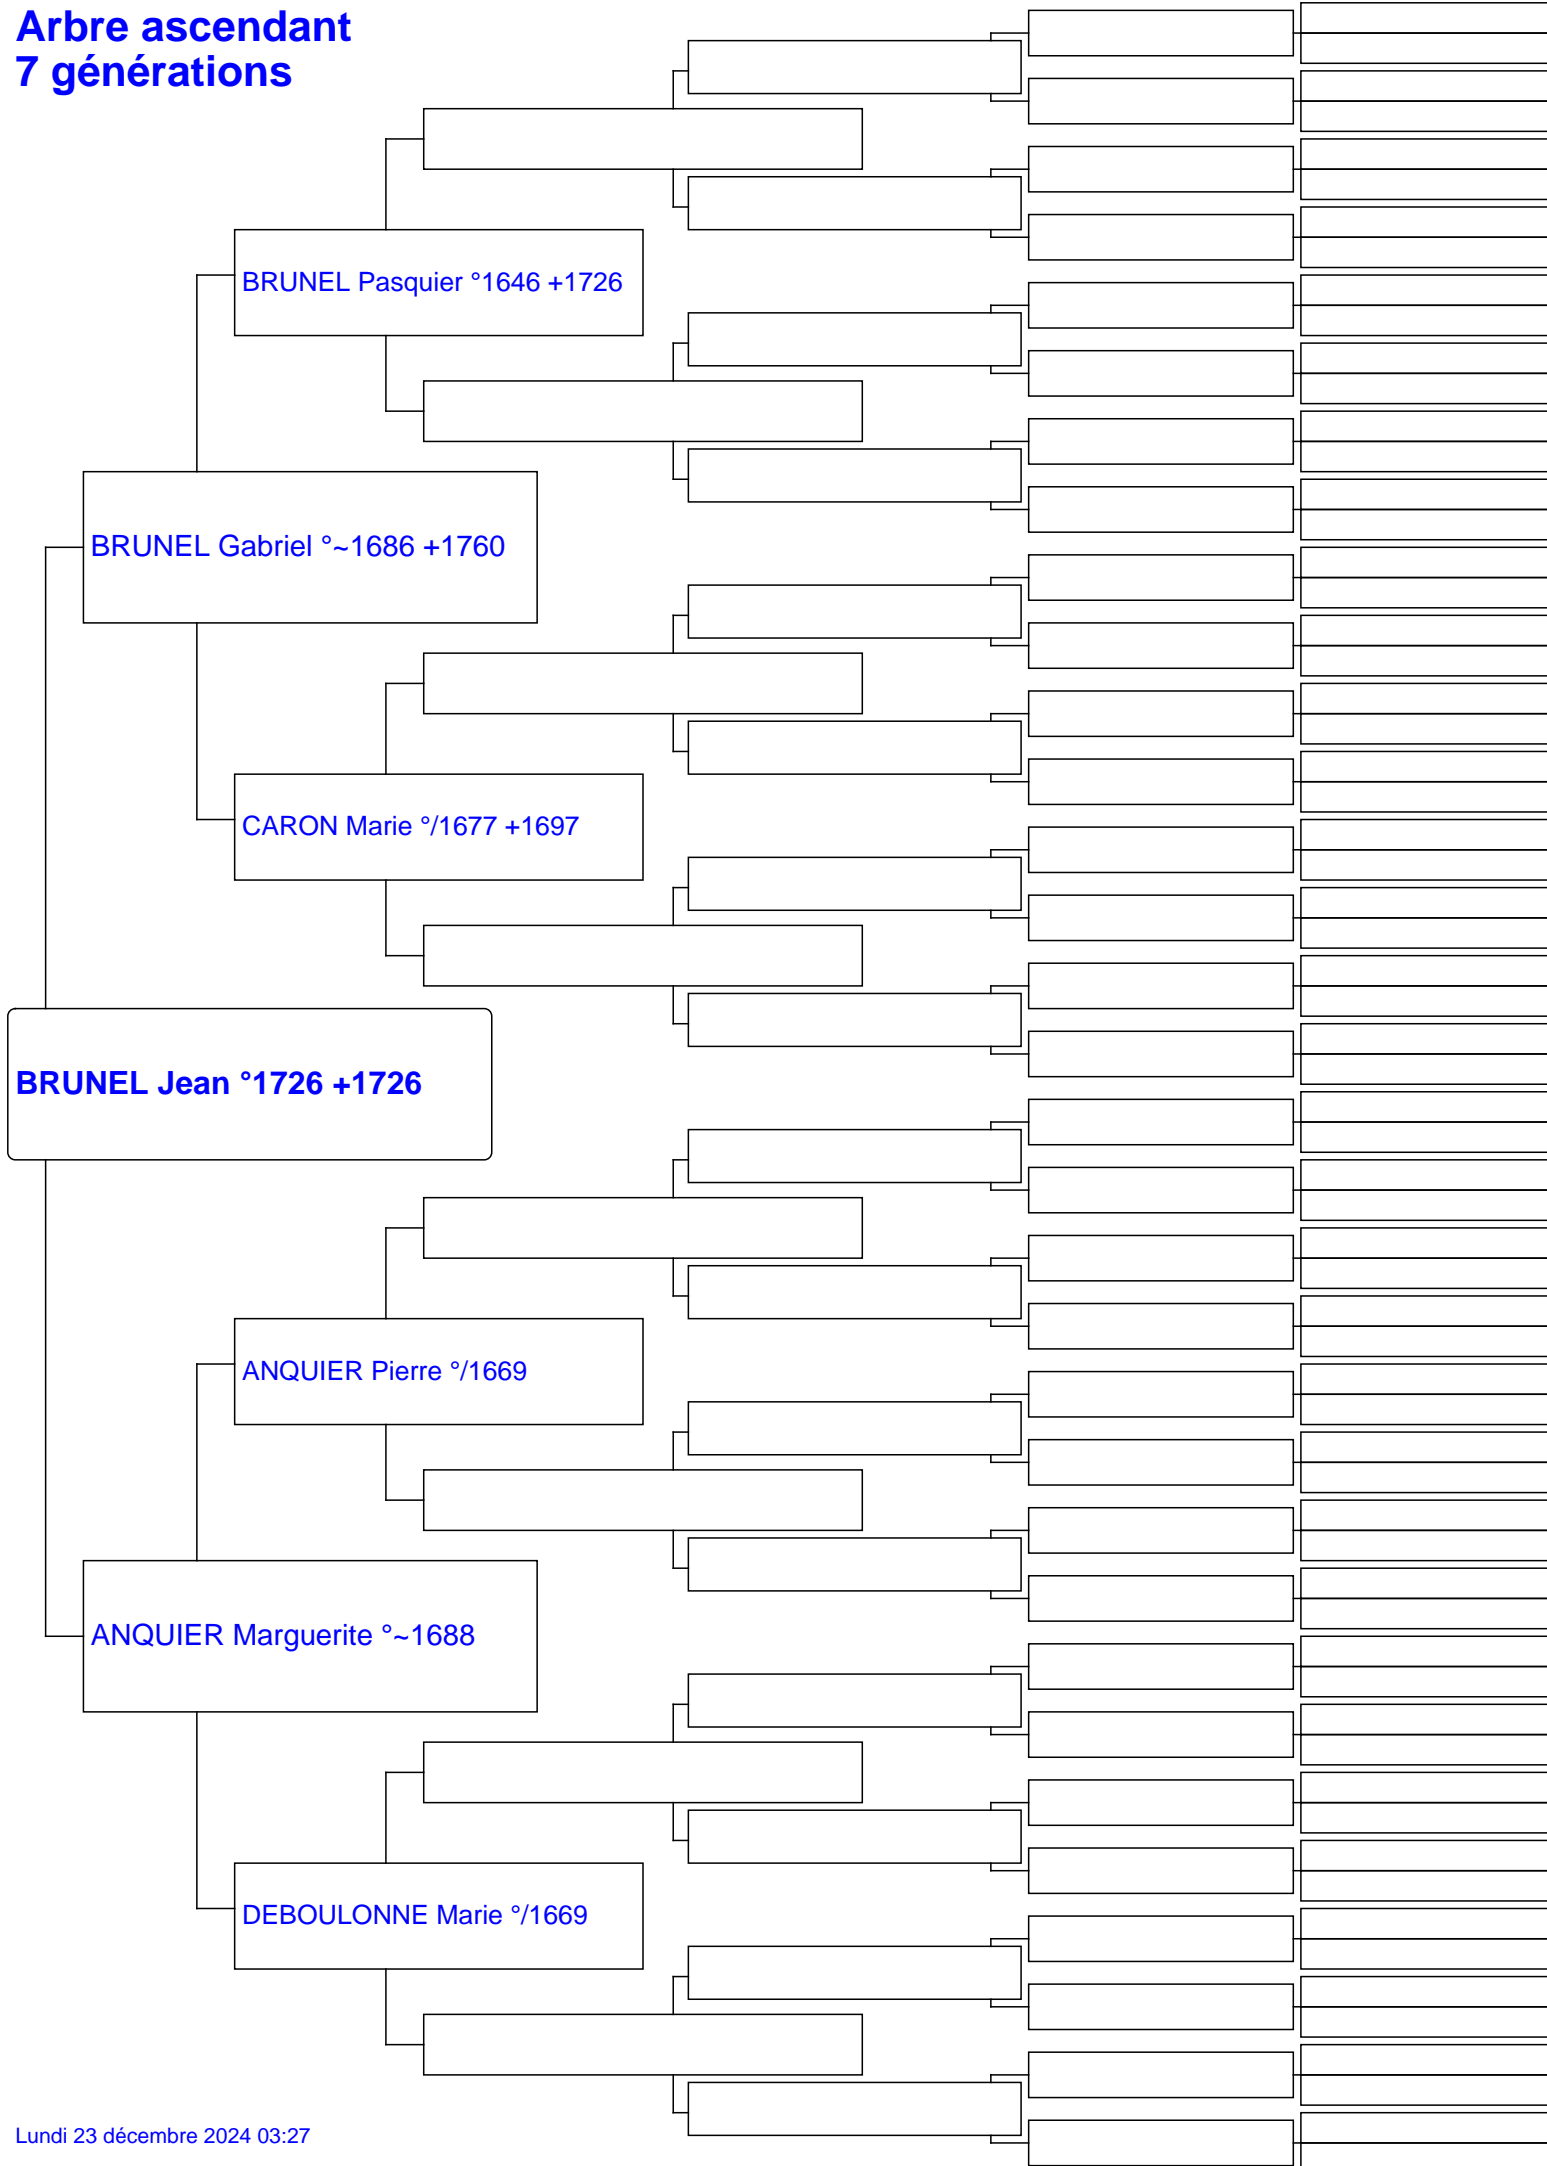 Arbre ascendant
7 générations
BRUNEL Pasquier °1646 +1726
BRUNEL Gabriel °~1686 +1760
CARON Marie °/1677 +1697
BRUNEL Jean °1726 +1726
ANQUIER Pierre °/1669
ANQUIER Marguerite °~1688
DEBOULONNE Marie °/1669
Lundi 23 décembre 2024 03:27